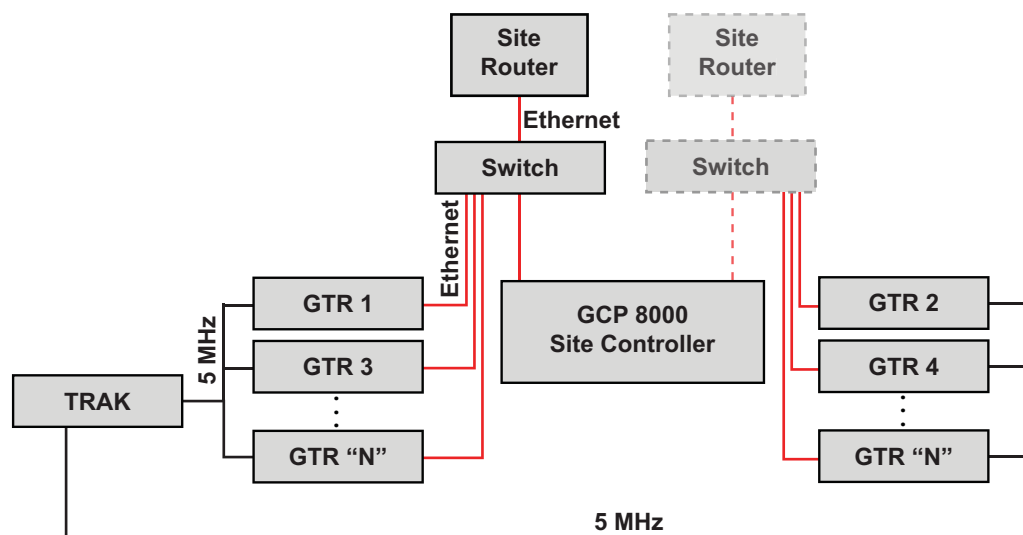 Site
Router
Site
Router
Ethernet
Switch
Switch
Ethernet
GTR 1
GCP 8000
Site Controller
GTR 2
5 MHz
GTR 3
GTR 4
TRAK
GTR “N”
GTR “N”
5 MHz